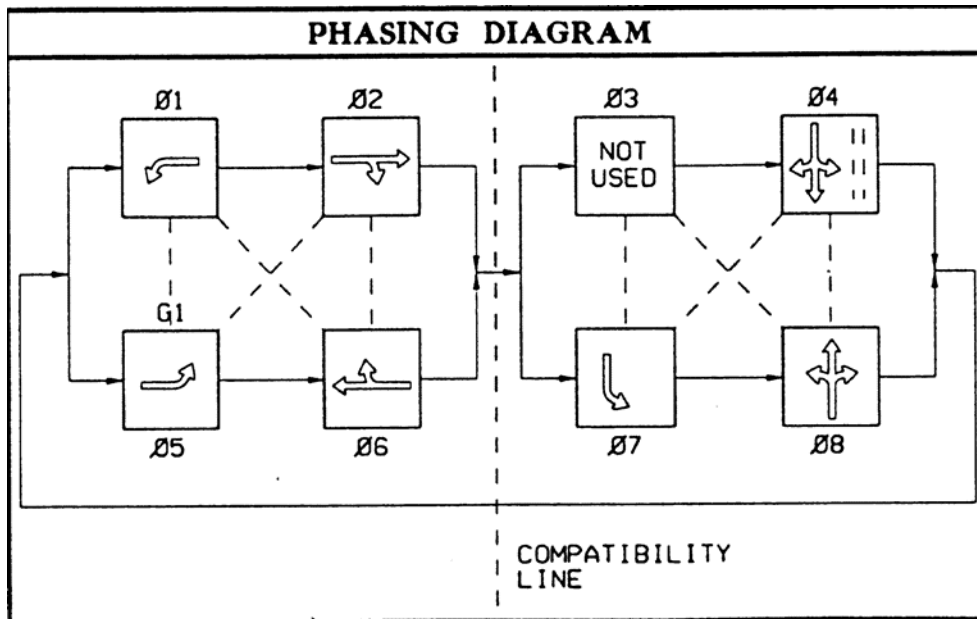 PHASING DIAGRAM
Ø1
Ø2
Ø3
Ø4
NOT
USED
G1
Ø5
Ø6
Ø7
Ø8
COMPATIBILITY
LINE